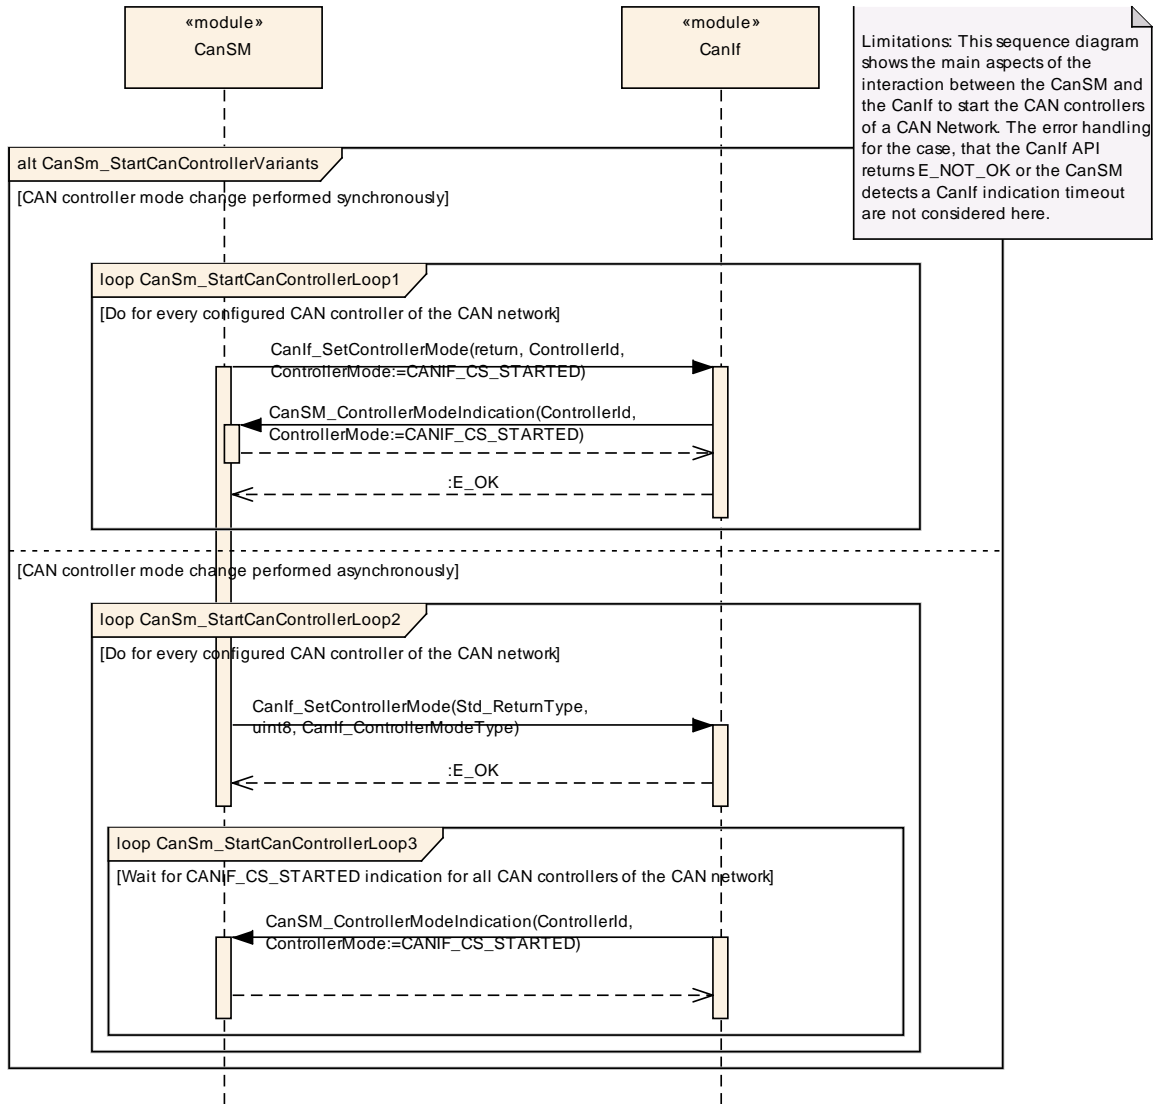 «module»
CanSM
«module»
CanIf
Limitations: This sequence diagram
shows the main aspects of the
interaction between the CanSM and
the CanIf to start the CAN controllers
of a CAN Network. The error handling
for the case, that the CanIf API
returns E_NOT_OK or the CanSM
detects a CanIf indication timeout
are not considered here.
alt CanSm_StartCanControllerVariants
[CAN controller mode change performed synchronously]
loop CanSm_StartCanControllerLoop1
[Do for every configured CAN controller of the CAN network]
CanIf_SetControllerMode(return, ControllerId,
ControllerMode:=CANIF_CS_STARTED)
CanSM_ControllerModeIndication(ControllerId,
ControllerMode:=CANIF_CS_STARTED)
:E_OK
[CAN controller mode change performed asynchronously]
loop CanSm_StartCanControllerLoop2
[Do for every configured CAN controller of the CAN network]
CanIf_SetControllerMode(Std_ReturnType,
uint8, CanIf_ControllerModeType)
:E_OK
loop CanSm_StartCanControllerLoop3
[Wait for CANIF_CS_STARTED indication for all CAN controllers of the CAN network]
CanSM_ControllerModeIndication(ControllerId,
ControllerMode:=CANIF_CS_STARTED)